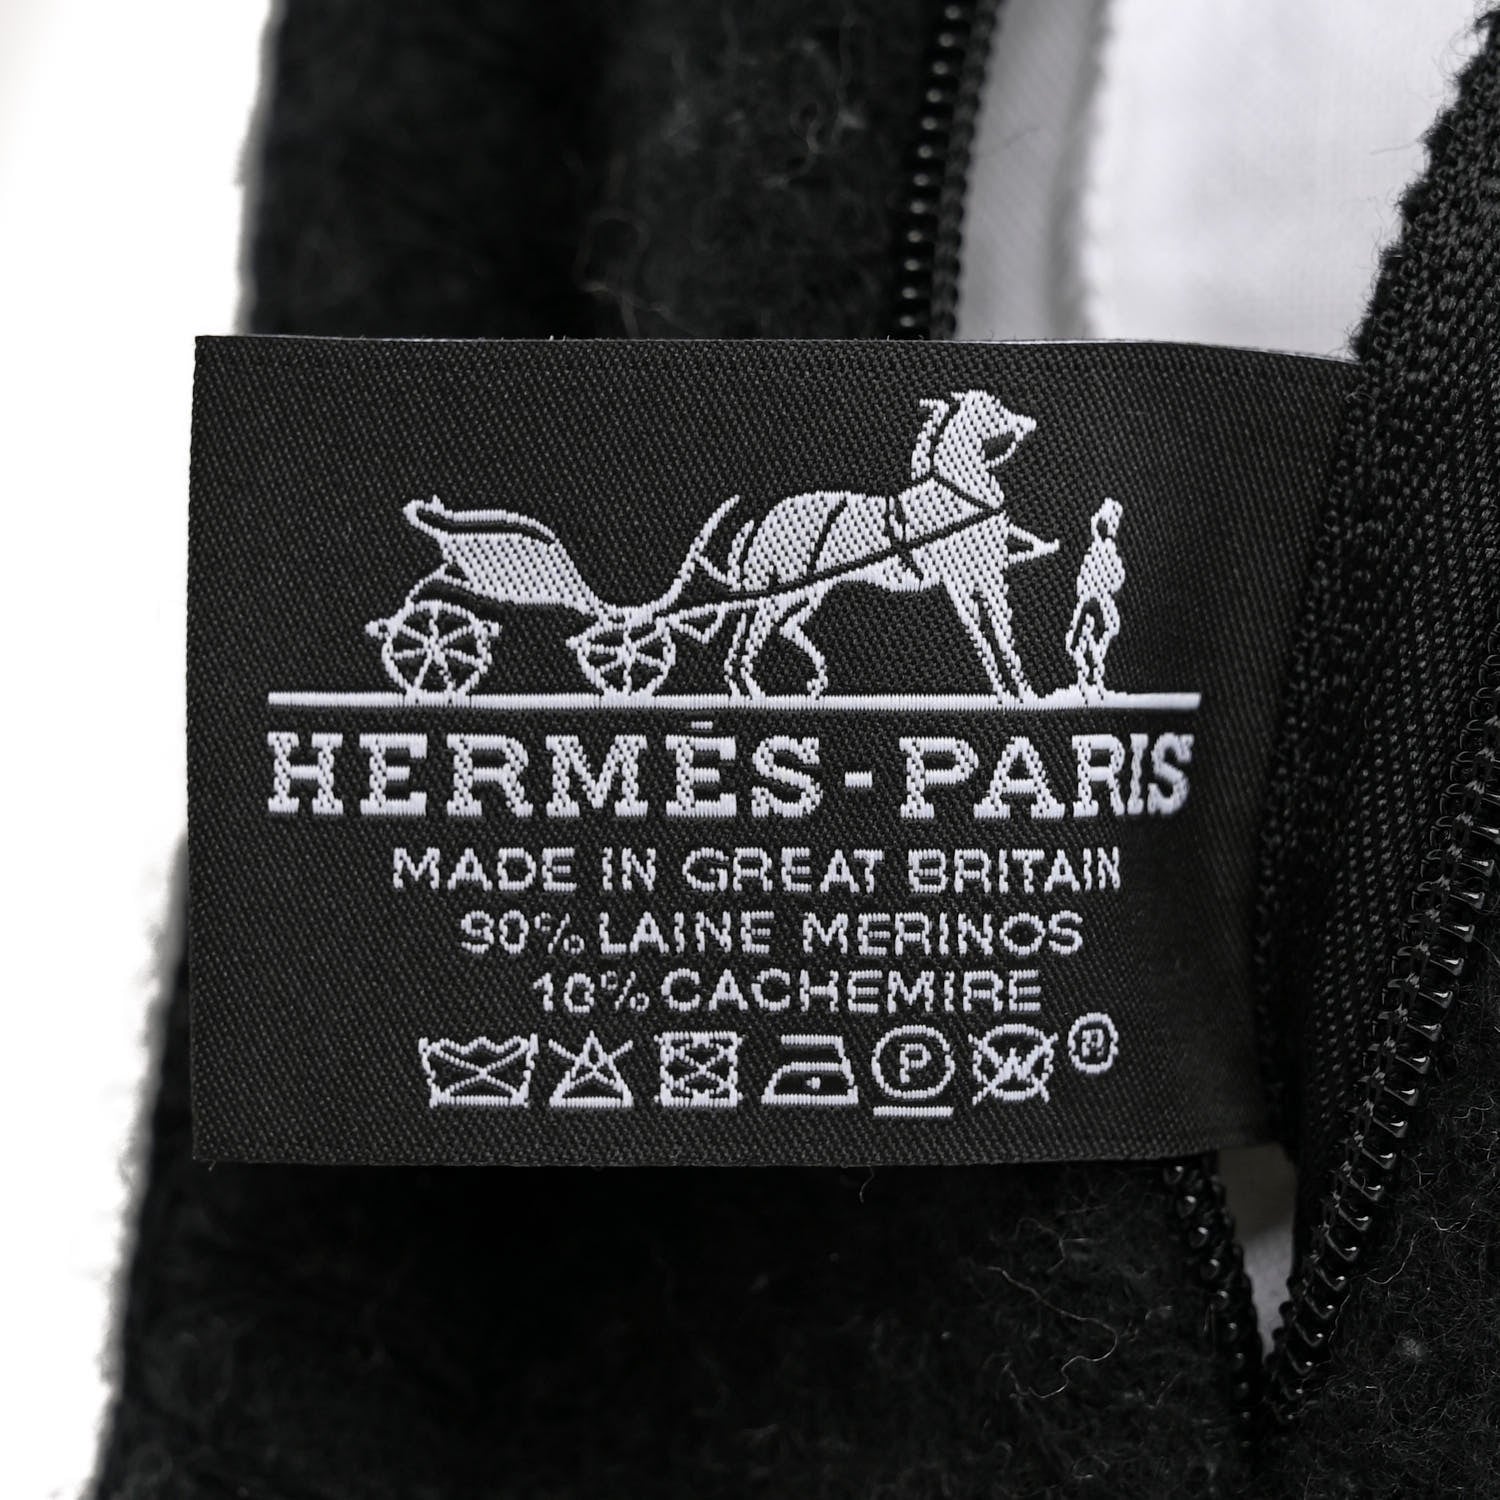 HERMÈS-PARIS
MADE IN GREAT BRITAIN
90% LAINE MERINOS
10% CACHEMIRE
P W ®